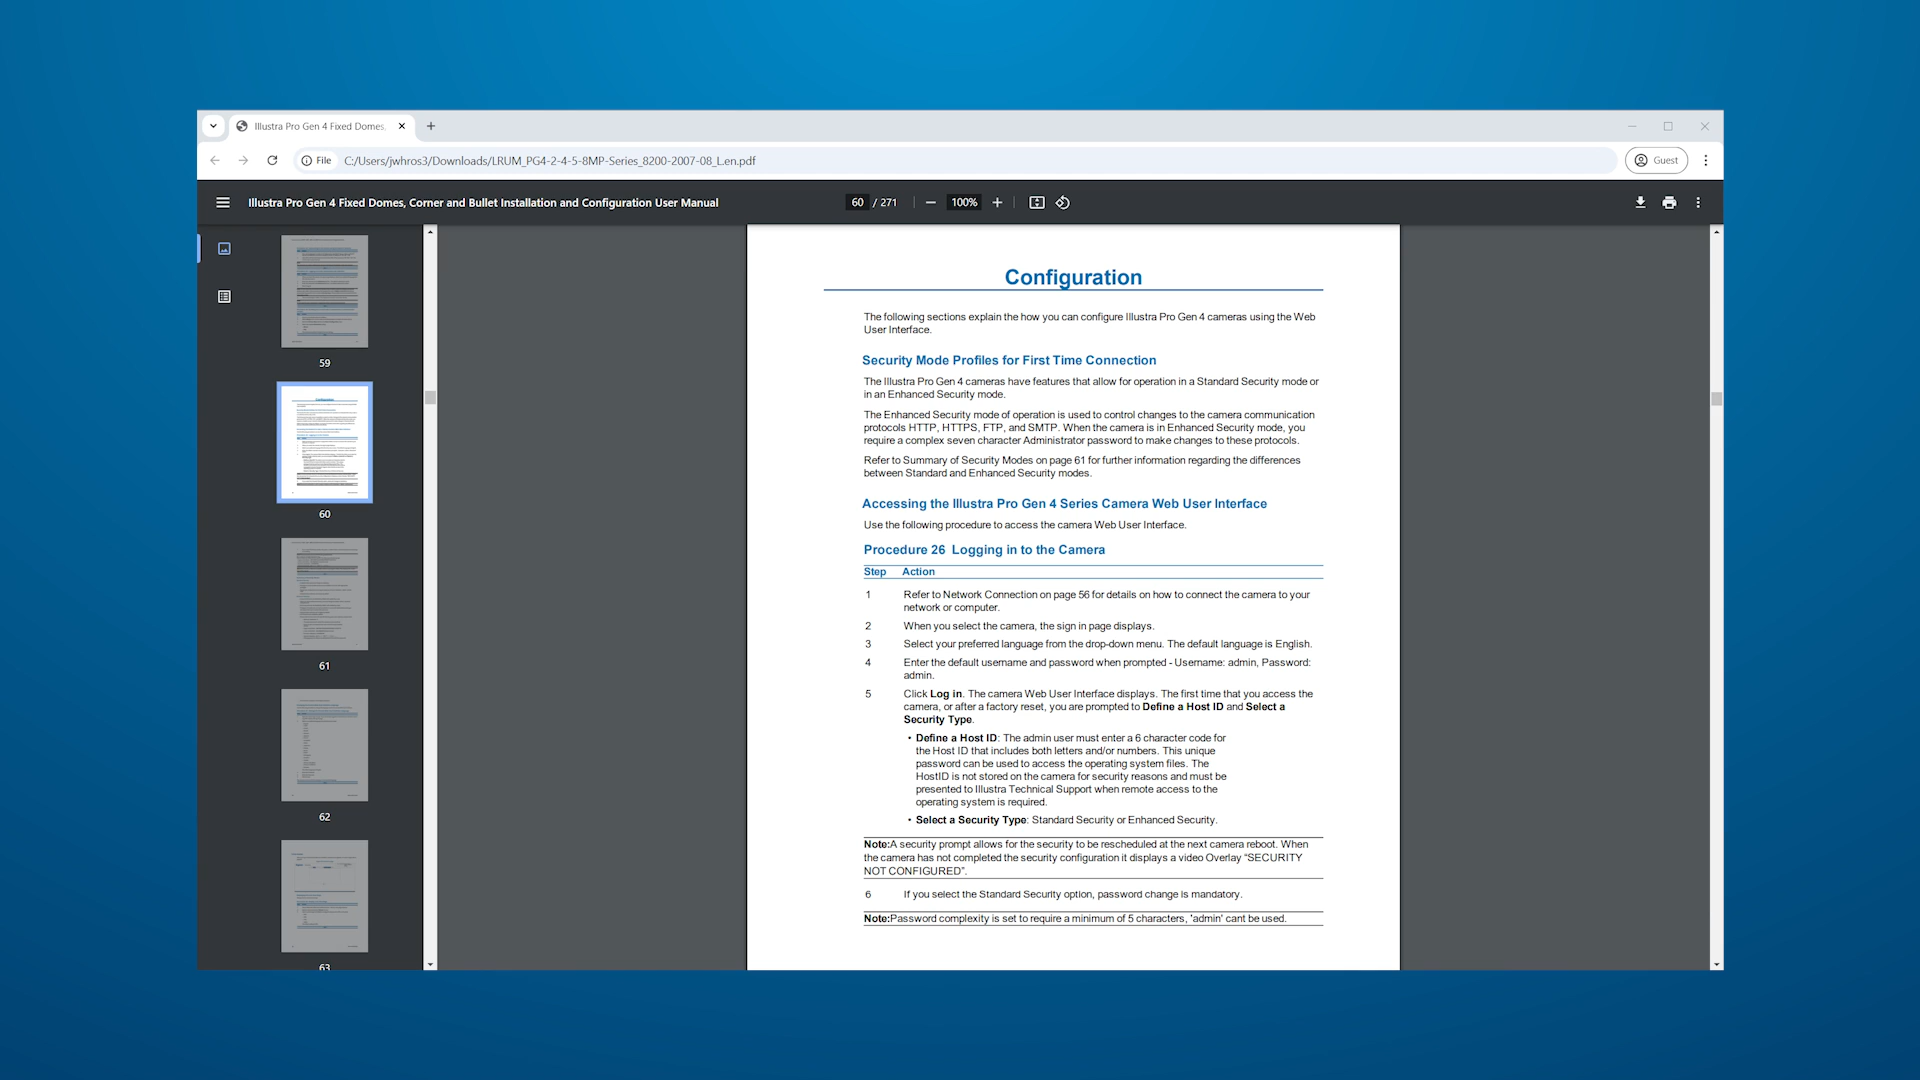 Illustra Pro Gen 4 Fixed Domes,
File
C:/Users/jwhros3/Downloads/LRUM_PG4-2-4-5-8MP-Series_8200-2007-08_L.en.pdf
Guest
Illustra Pro Gen 4 Fixed Domes, Corner and Bullet Installation and Configuration User Manual
60 / 271
100%
59
60
61
62
63
Configuration
The following sections explain the how you can configure Illustra Pro Gen 4 cameras using the Web
User Interface.
Security Mode Profiles for First Time Connection
The Illustra Pro Gen 4 cameras have features that allow for operation in a Standard Security mode or
in an Enhanced Security mode.
The Enhanced Security mode of operation is used to control changes to the camera communication
protocols HTTP, HTTPS, FTP, and SMTP. When the camera is in Enhanced Security mode, you
require a complex seven character Administrator password to make changes to these protocols.
Refer to Summary of Security Modes on page 61 for further information regarding the differences
between Standard and Enhanced Security modes.
Accessing the Illustra Pro Gen 4 Series Camera Web User Interface
Use the following procedure to access the camera Web User Interface.
Procedure 26 Logging in to the Camera
Step Action
1 Refer to Network Connection on page 56 for details on how to connect the camera to your
network or computer.
2 When you select the camera, the sign in page displays.
3 Select your preferred language from the drop-down menu. The default language is English.
4 Enter the default username and password when prompted - Username: admin, Password:
admin.
5 Click Log in. The camera Web User Interface displays. The first time that you access the
camera, or after a factory reset, you are prompted to Define a Host ID and Select a
Security Type.
• Define a Host ID: The admin user must enter a 6 character code for
the Host ID that includes both letters and/or numbers. This unique
password can be used to access the operating system files. The
HostID is not stored on the camera for security reasons and must be
presented to Illustra Technical Support when remote access to the
operating system is required.
• Select a Security Type: Standard Security or Enhanced Security.
Note:A security prompt allows for the security to be rescheduled at the next camera reboot. When
the camera has not completed the security configuration it displays a video Overlay “SECURITY
NOT CONFIGURED”.
6 If you select the Standard Security option, password change is mandatory.
Note:Password complexity is set to require a minimum of 5 characters, 'admin' cant be used.